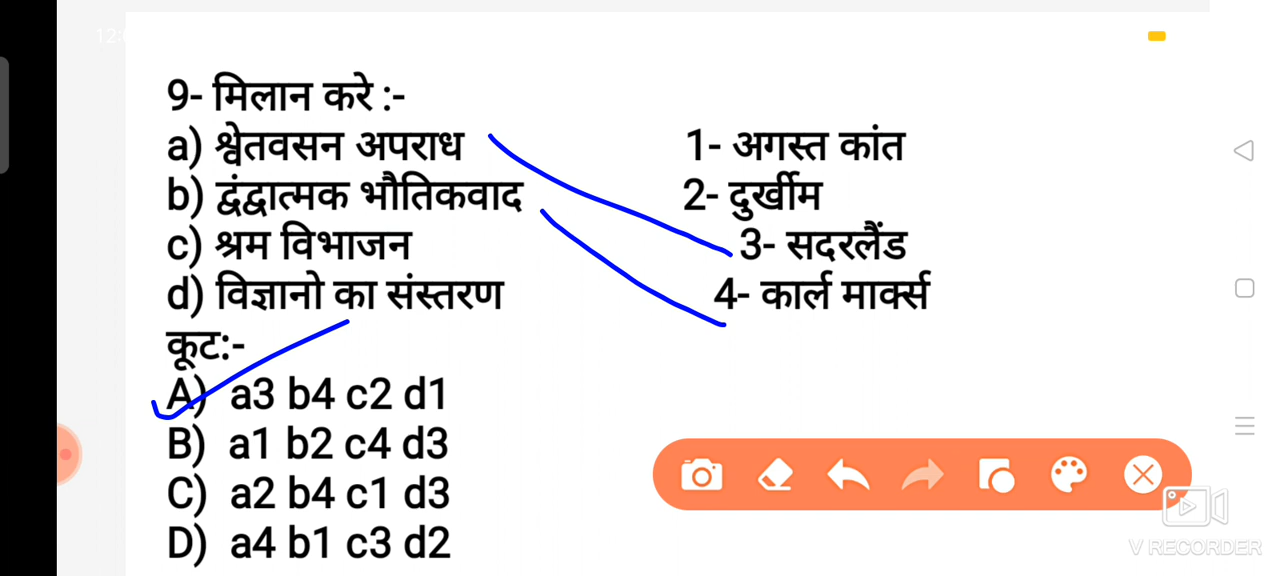 12:
9- मिलान करे :-
a) श्वेतवसन अपराध 1- अगस्त कांत
b) द्वंद्वात्मक भौतिकवाद 2- दुर्खीम
c) श्रम विभाजन 3- सदरलैंड
d) विज्ञानो का संस्तरण 4- कार्ल मार्क्स
कूट:-
A) a3 b4 c2 d1
B) a1 b2 c4 d3
C) a2 b4 c1 d3
D) a4 b1 c3 d2
V RECORDER